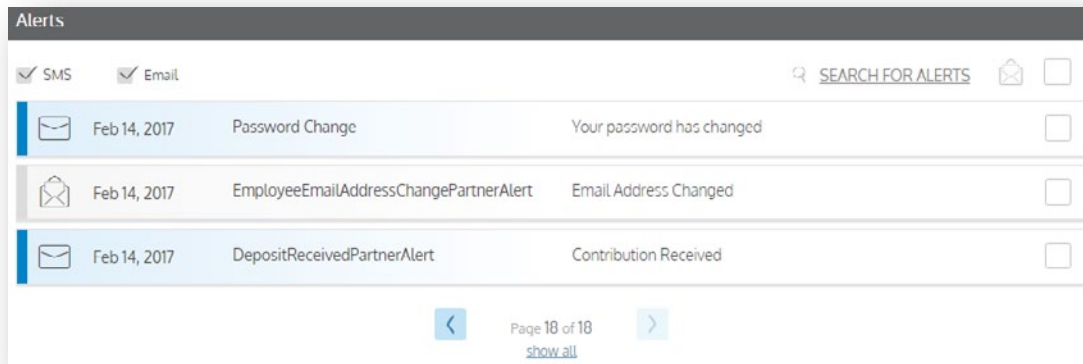 Alerts
SMS Email SEARCH FOR ALERTS
Feb 14, 2017 Password Change Your password has changed
Feb 14, 2017 EmployeeEmailAddressChangePartnerAlert Email Address Changed
Feb 14, 2017 DepositReceivedPartnerAlert Contribution Received
Page 18 of 18
show all